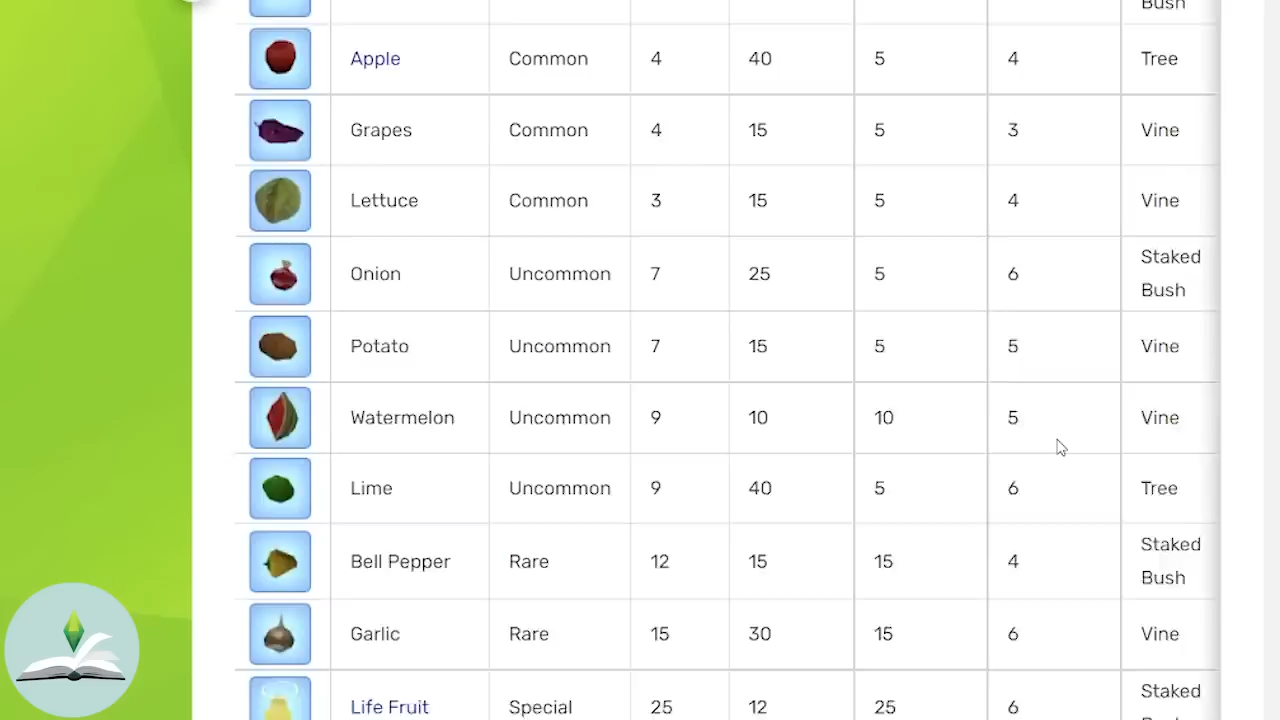 Bush
Apple Common 4 40 5 4 Tree
Grapes Common 4 15 5 3 Vine
Lettuce Common 3 15 5 4 Vine
Onion Uncommon 7 25 5 6 Staked
Bush
Potato Uncommon 7 15 5 5 Vine
Watermelon Uncommon 9 10 10 5 Vine
Lime Uncommon 9 40 5 6 Tree
Bell Pepper Rare 12 15 15 4 Staked
Bush
Garlic Rare 15 30 15 6 Vine
Life Fruit Special 25 12 25 6 Staked